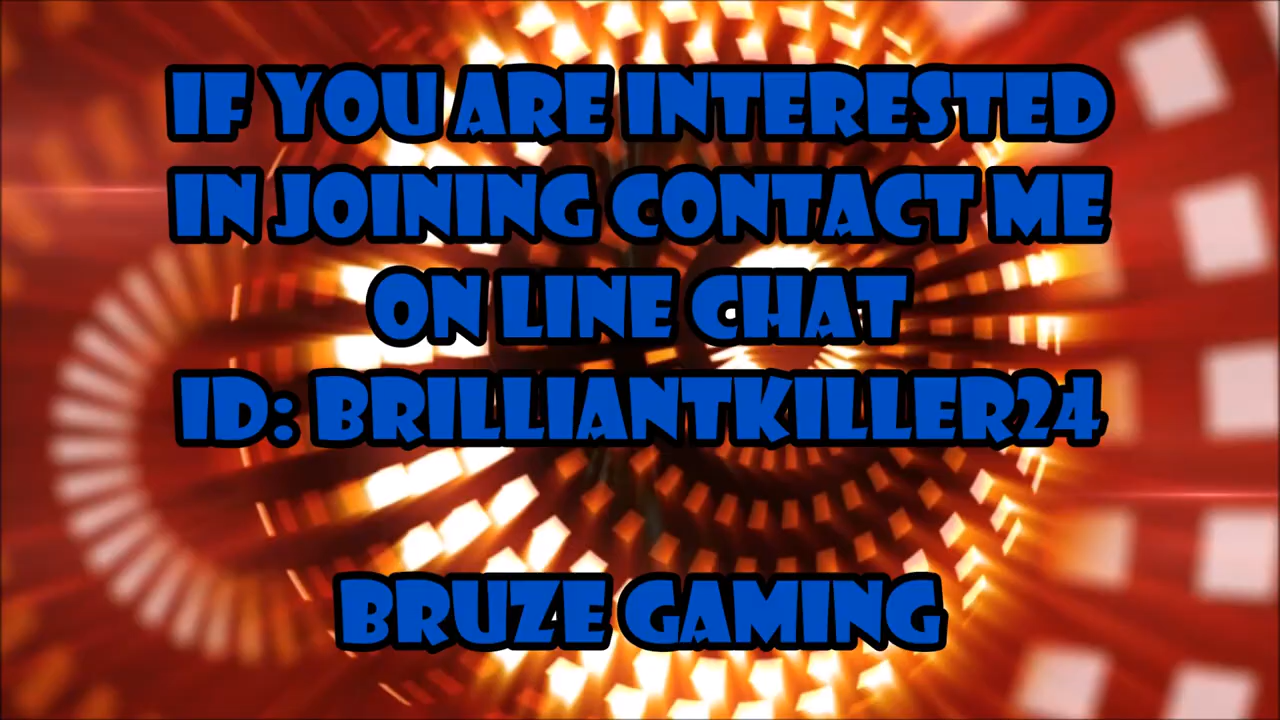 IF YOU ARE INTERESTED
IN JOINING CONTACT ME
ON LINE CHAT
ID: BRILLIANTKILLER24
BRUZE GAMING